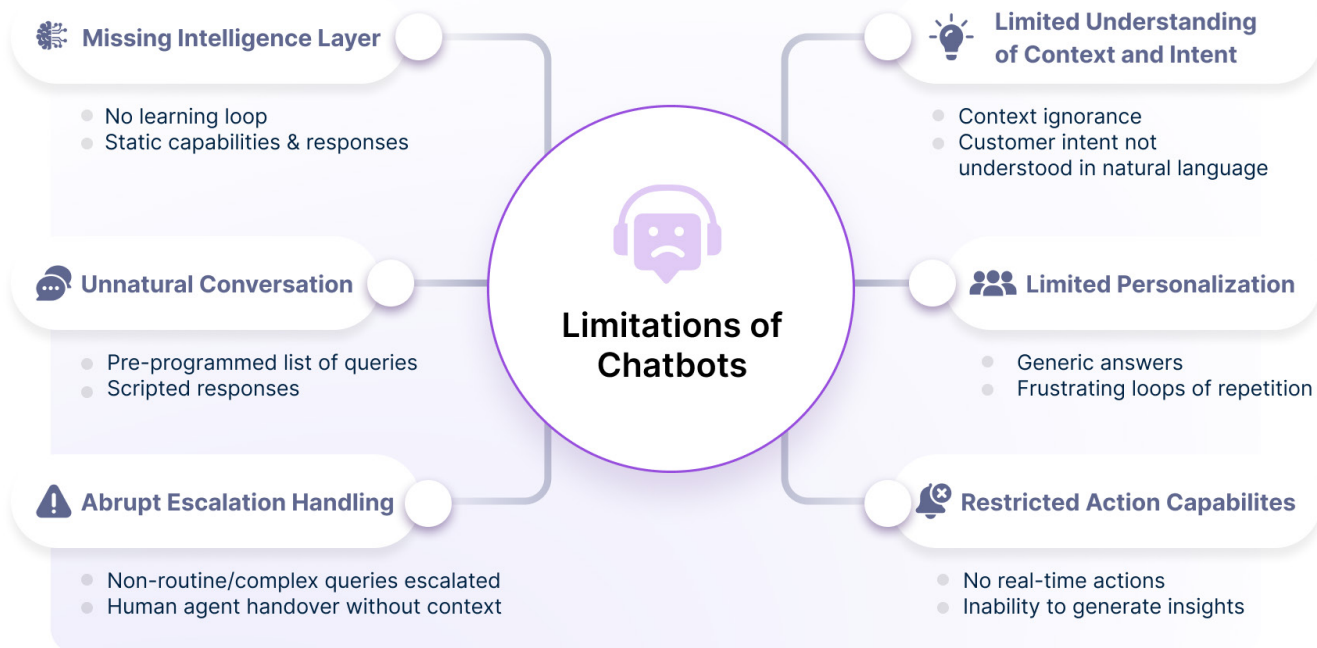 Missing Intelligence Layer
No learning loop
Static capabilities & responses
Unnatural Conversation
Pre-programmed list of queries
Scripted responses
Abrupt Escalation Handling
Non-routine/complex queries escalated
Human agent handover without context
Limitations of
Chatbots
Limited Understanding
of Context and Intent
Context ignorance
Customer intent not
understood in natural language
Limited Personalization
Generic answers
Frustrating loops of repetition
Restricted Action Capabilites
No real-time actions
Inability to generate insights